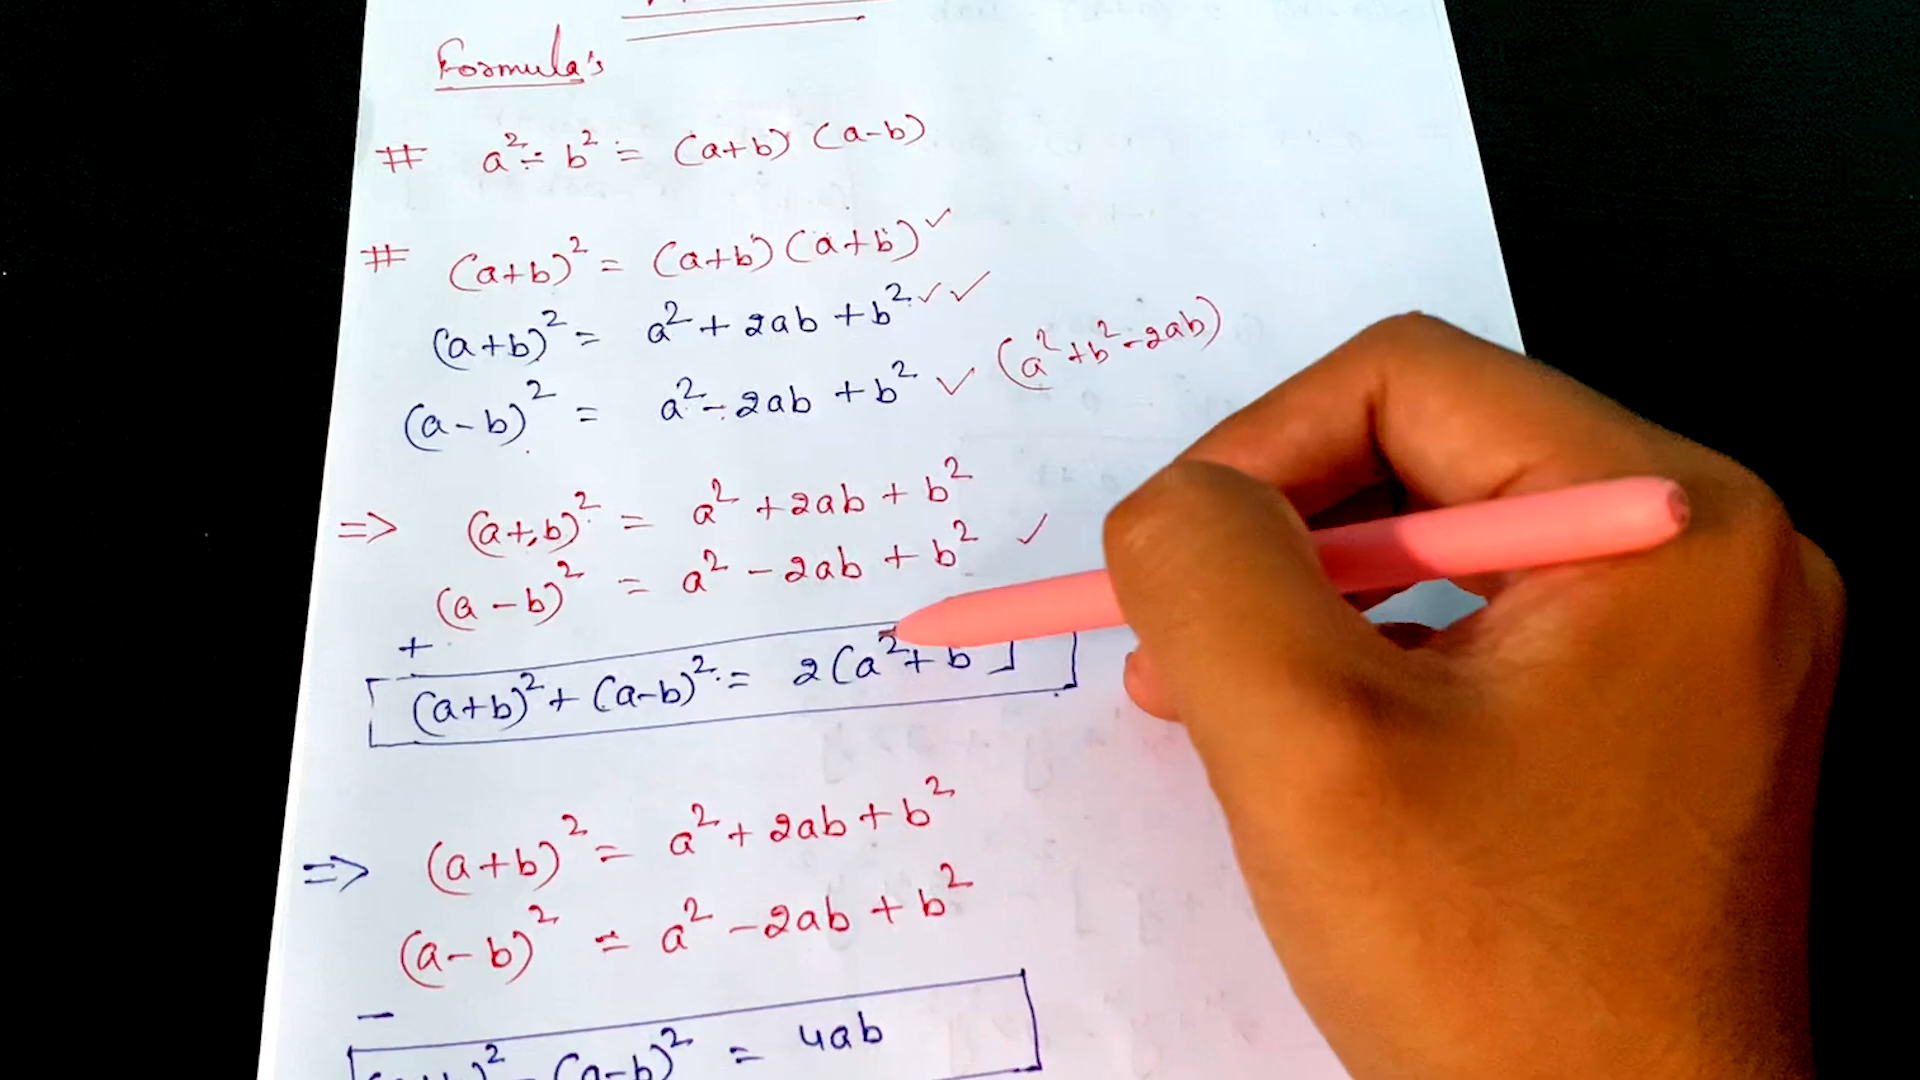 Formula's
# a² - b² = (a+b) (a-b)
# (a+b)² = (a+b) (a+b) ✓
(a+b)² = a² + 2ab + b² ✓✓
(a-b)² = a² - 2ab + b² ✓ (a² + b² - 2ab)
=> (a+b)² = a² + 2ab + b²
(a-b)² = a² - 2ab + b² ✓
+
(a+b)² + (a-b)² = 2(a² + b
=> (a+b)² = a² + 2ab + b²
(a-b)² = a² - 2ab + b²
-
² - (a-b)² = 4ab